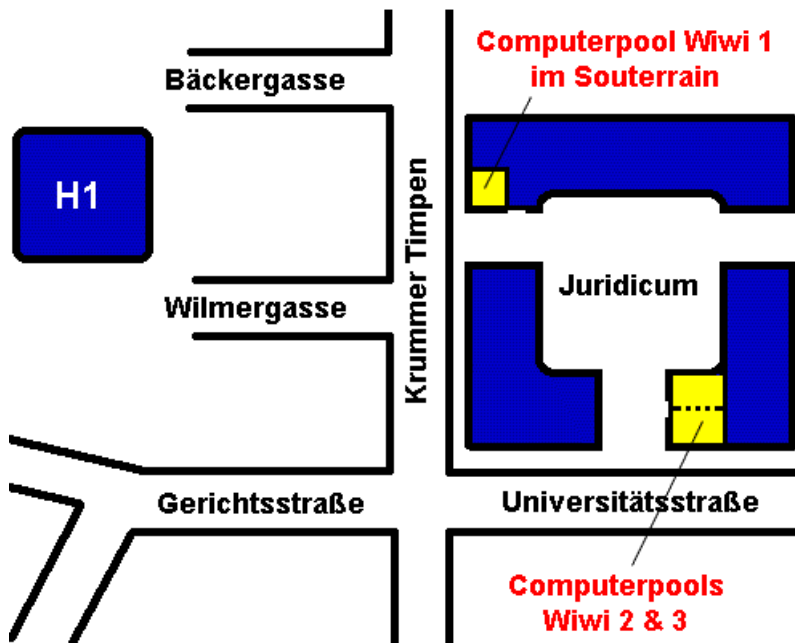 Computerpool Wiwi 1
im Souterrain
Bäckergasse
H1
Krummer Timpen
Juridicum
Wilmergasse
Gerichtsstraße
Universitätsstraße
Computerpools
Wiwi 2 & 3